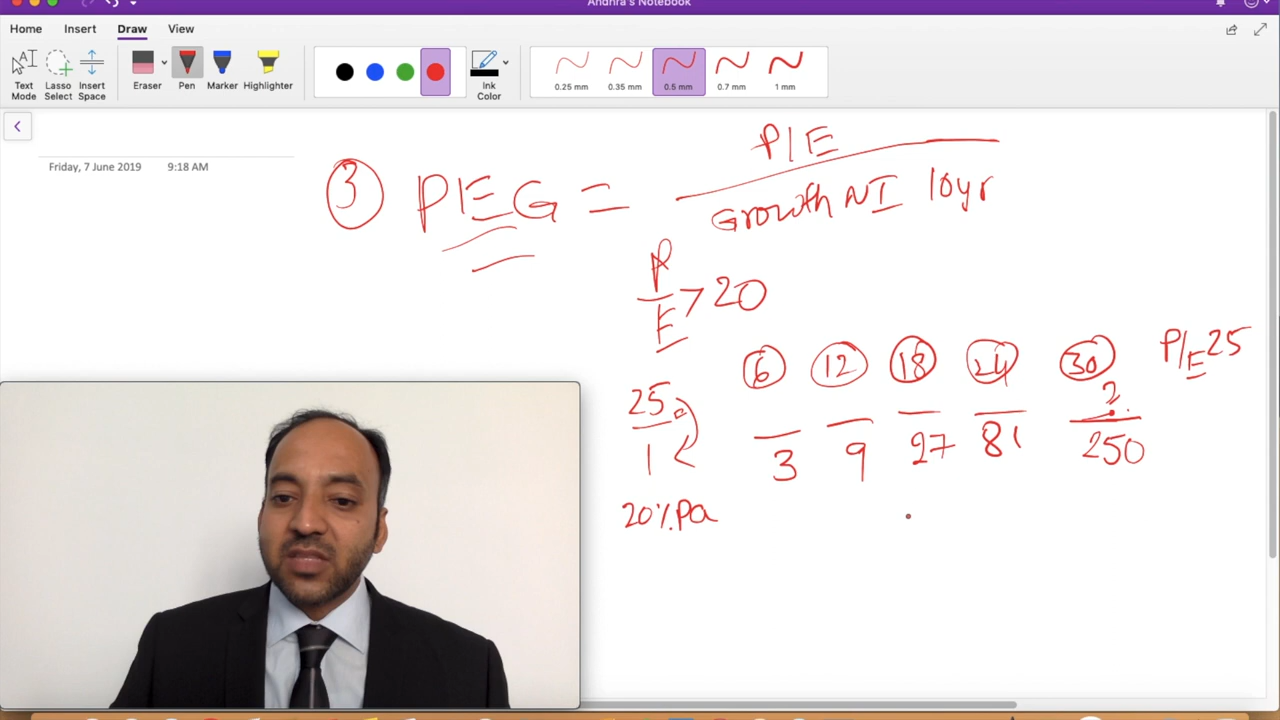 Andhra's Notebook
Home Insert Draw View
Text Mode
Lasso Select
Insert Space
Eraser
Pen
Marker
Highlighter
Ink Color
0.25 mm
0.35 mm
0.5 mm
0.7 mm
1 mm
Friday, 7 June 2019 9:18 AM
3 PEG = P/E
Growth NI 10yr
P
E > 20
6 12 18 24 30 P/E 25
25 ?
1 3 9 27 81 250
20% Pa